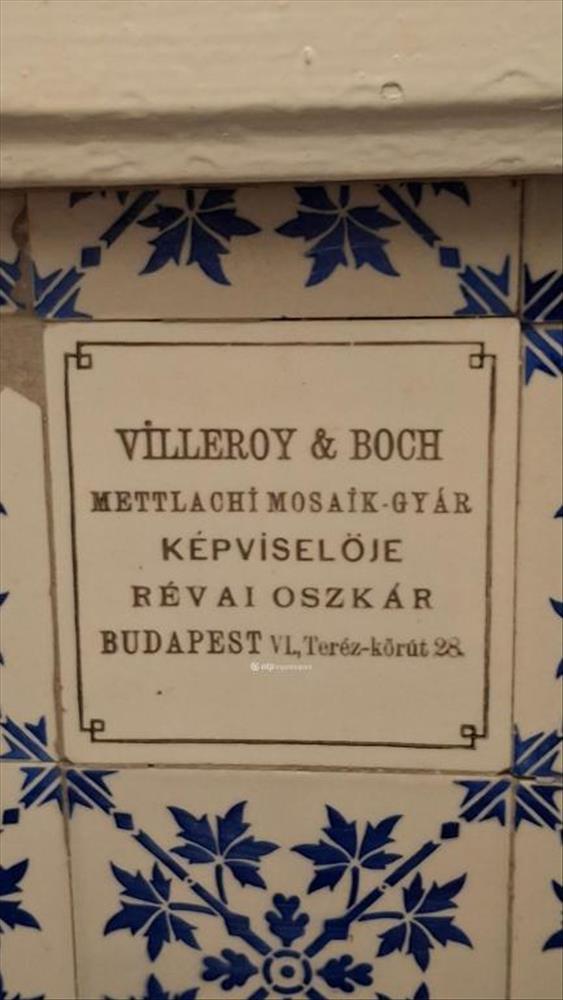 VİLLEROY & BOCH
METTLACHİ MOSAİK-GYÁR
KÉPVİSELÖJE
RÉVAI OSZKÁR
BUDAPEST VI., Teréz-körút 28.